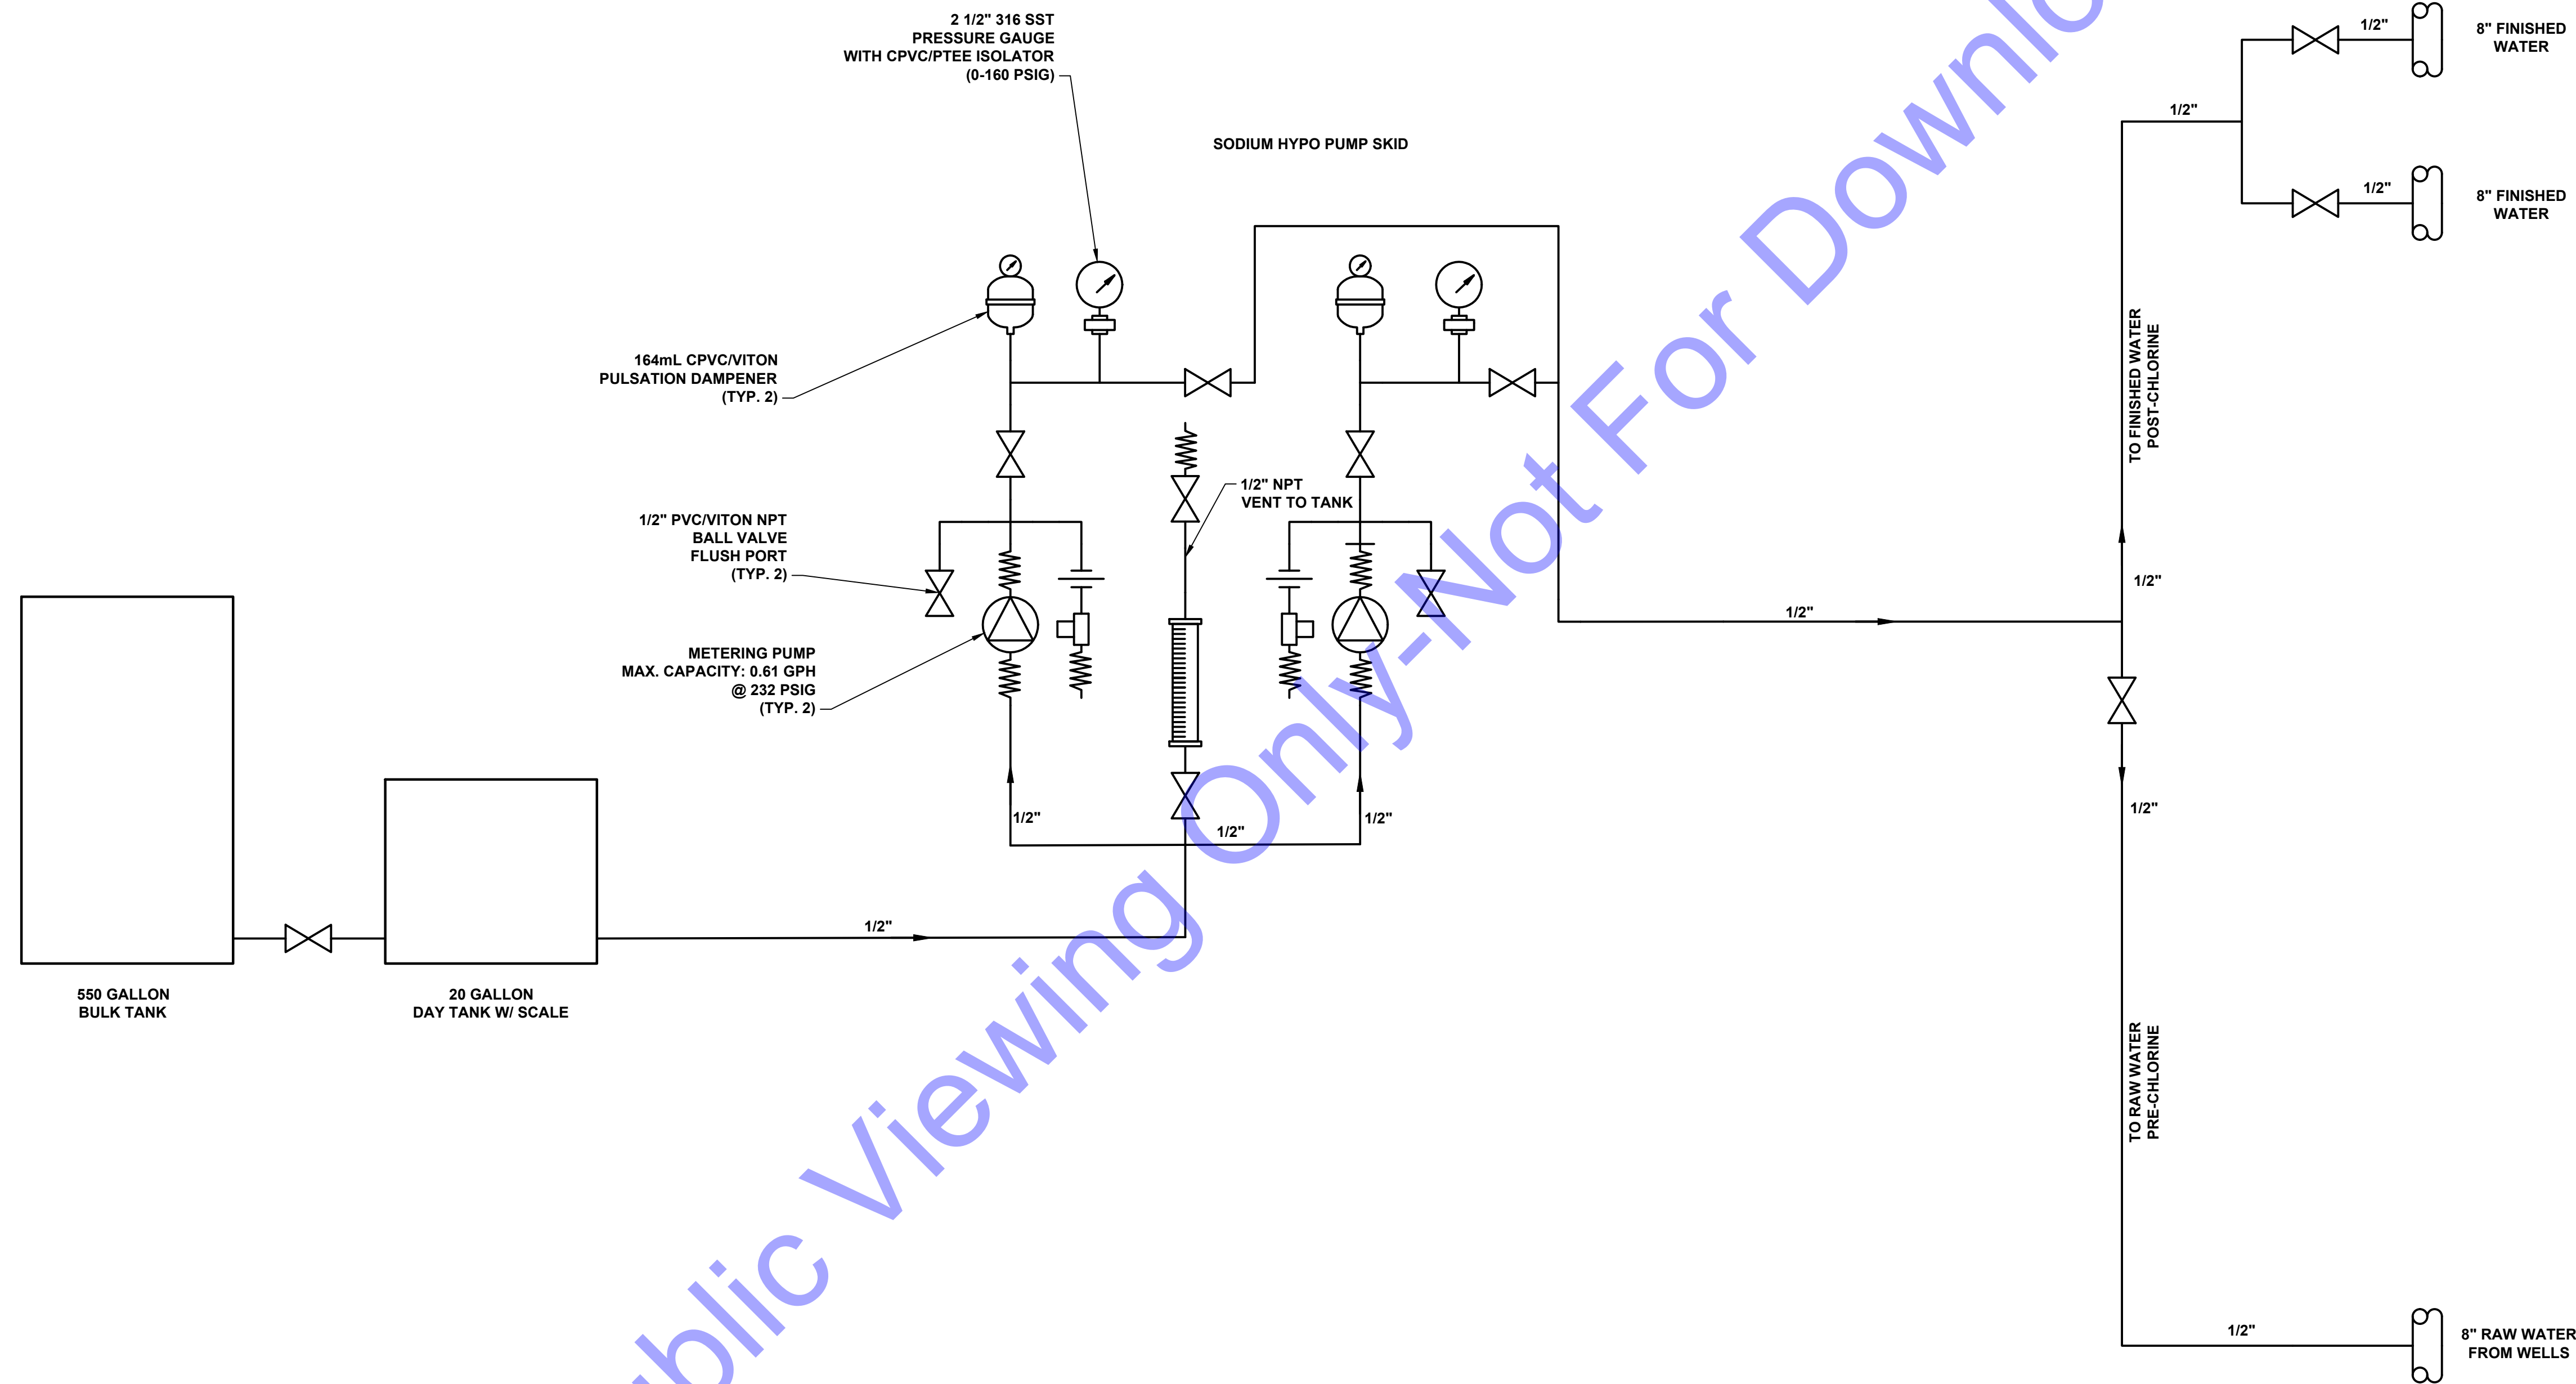 2 1/2" 316 SST
PRESSURE GAUGE
WITH CPVC/PTEE ISOLATOR
(0-160 PSIG)
SODIUM HYPO PUMP SKID
1/2"
8" FINISHED
WATER
1/2"
1/2"
8" FINISHED
WATER
164mL CPVC/VITON
PULSATION DAMPENER
(TYP. 2)
TO FINISHED WATER
POST-CHLORINE
1/2" NPT
VENT TO TANK
1/2" PVC/VITON NPT
BALL VALVE
FLUSH PORT
(TYP. 2)
METERING PUMP
MAX. CAPACITY: 0.61 GPH
@ 232 PSIG
(TYP. 2)
1/2"
1/2"
1/2"
1/2"
1/2"
1/2"
1/2"
550 GALLON
BULK TANK
20 GALLON
DAY TANK W/ SCALE
TO RAW WATER
PRE-CHLORINE
1/2"
8" RAW WATER
FROM WELLS
Viewing Only-Not For